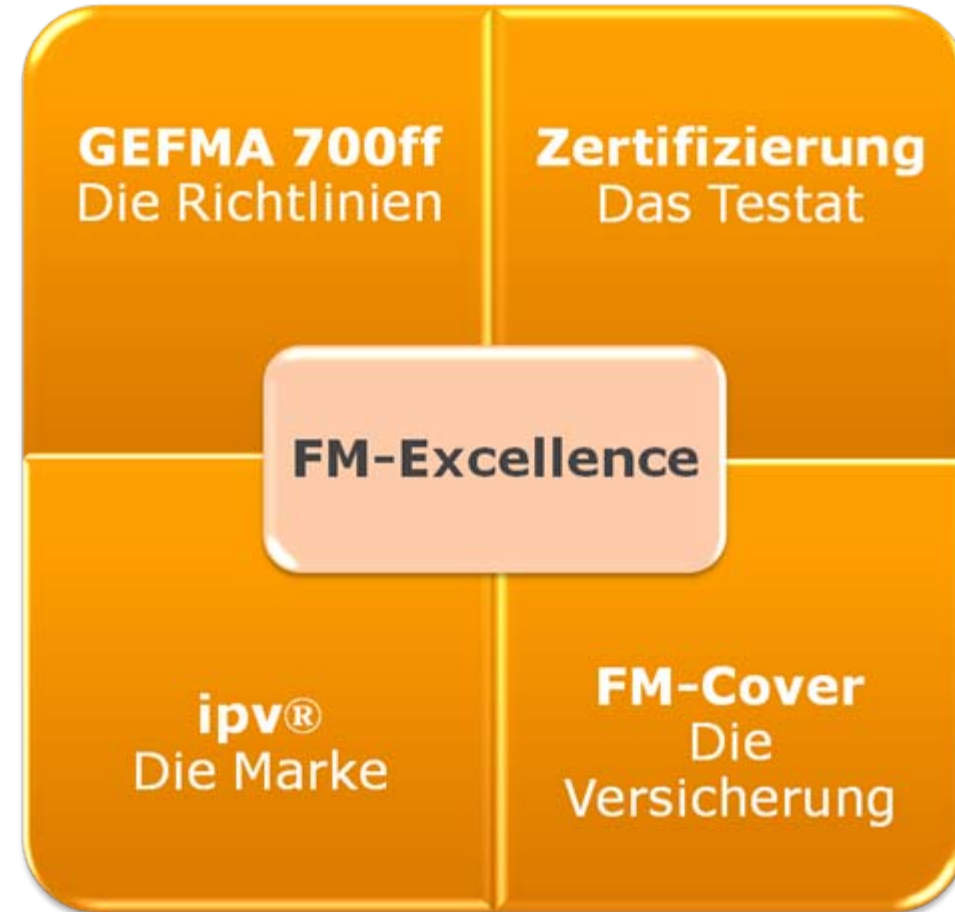 GEFMA 700ff
Die Richtlinien
Zertifizierung
Das Testat
FM-Excellence
ipv®
Die Marke
FM-Cover
Die
Versicherung